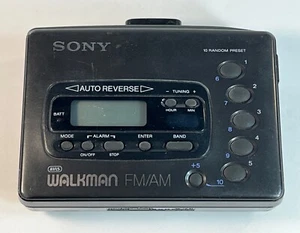 SONY
10 RANDOM PRESET
◁AUTO REVERSE▷
- TUNING +
HOUR MIN
BATT
MODE ALARM ENTER BAND
ON/OFF STOP
1
2
3
4
5
+5
10
AVLS
WALKMAN FM/AM